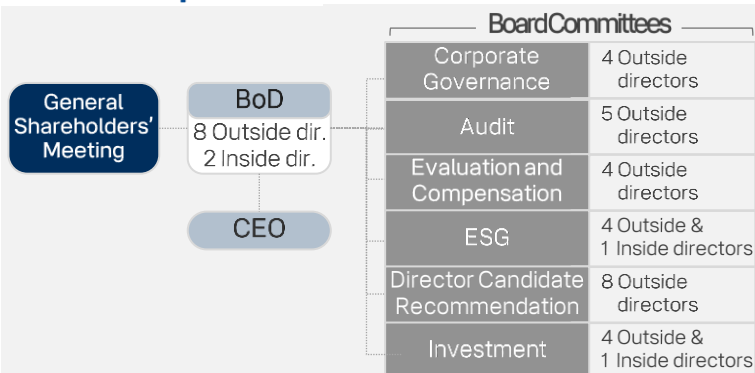 Board Committees
General
Shareholders'
Meeting
BoD
8 Outside dir.
2 Inside dir.
CEO
Corporate
Governance
4 Outside
directors
Audit
5 Outside
directors
Evaluation and
Compensation
4 Outside
directors
ESG
4 Outside &
1 Inside directors
Director Candidate
Recommendation
8 Outside
directors
Investment
4 Outside &
1 Inside directors